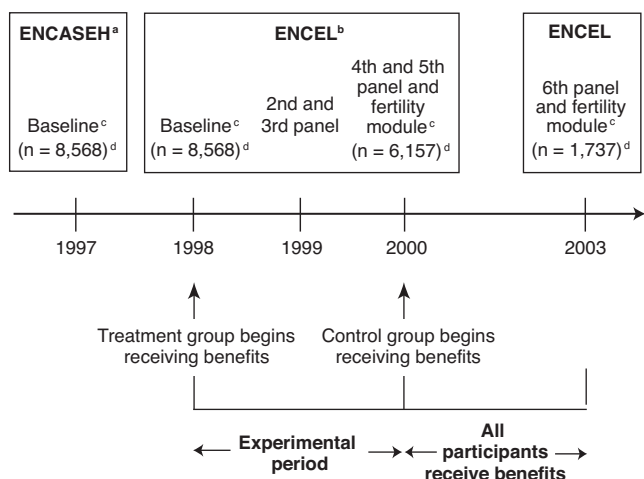 ENCASEHᵃ
Baselineᶜ
(n = 8,568)ᵈ
ENCELᵇ
Baselineᶜ
(n = 8,568)ᵈ
2nd and
3rd panel
4th and 5th
panel and
fertility
moduleᶜ
(n = 6,157)ᵈ
ENCEL
6th panel
and fertility
moduleᶜ
(n = 1,737)ᵈ
1997
1998
1999
2000
2003
Treatment group begins
receiving benefits
Control group begins
receiving benefits
Experimental
period
All
participants
receive benefits